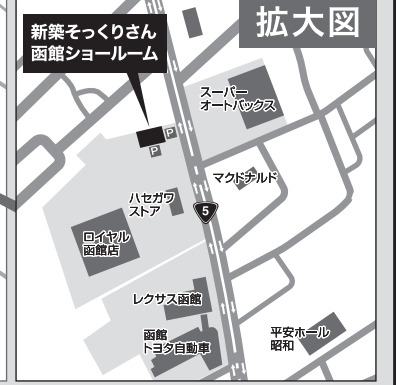 拡大図
新築そっくりさん
函館ショールーム
スーパー
オートバックス
P
P
マクドナルド
ハセガワ
ストア
5
ロイヤル
函館店
レクサス函館
函館
トヨタ自動車
平安ホール
昭和